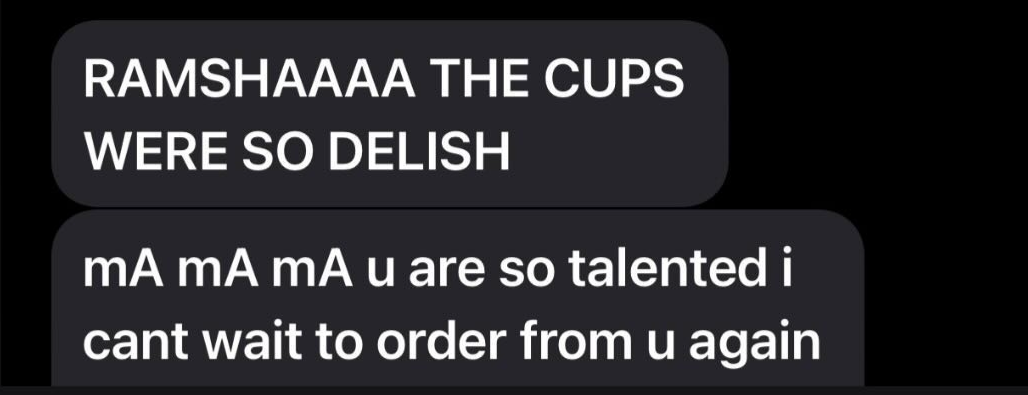 RAMSHAAAA THE CUPS
WERE SO DELISH
mA mA mA u are so talented i
cant wait to order from u again